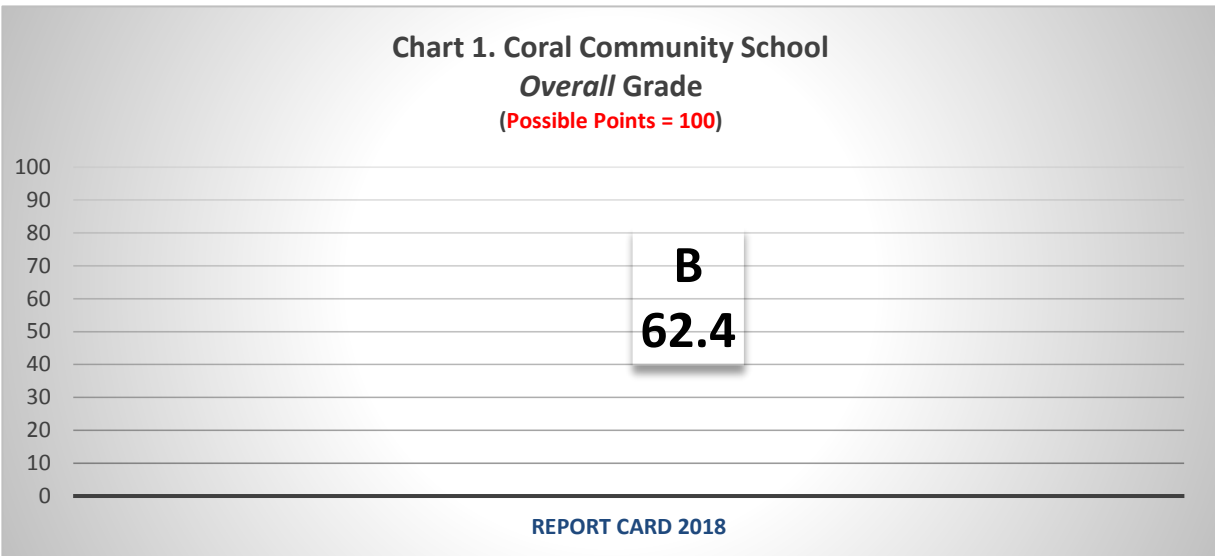 Chart 1. Coral Community School
Overall Grade
(Possible Points = 100)
100
90
80
70
60
50
40
30
20
10
0
B
62.4
REPORT CARD 2018